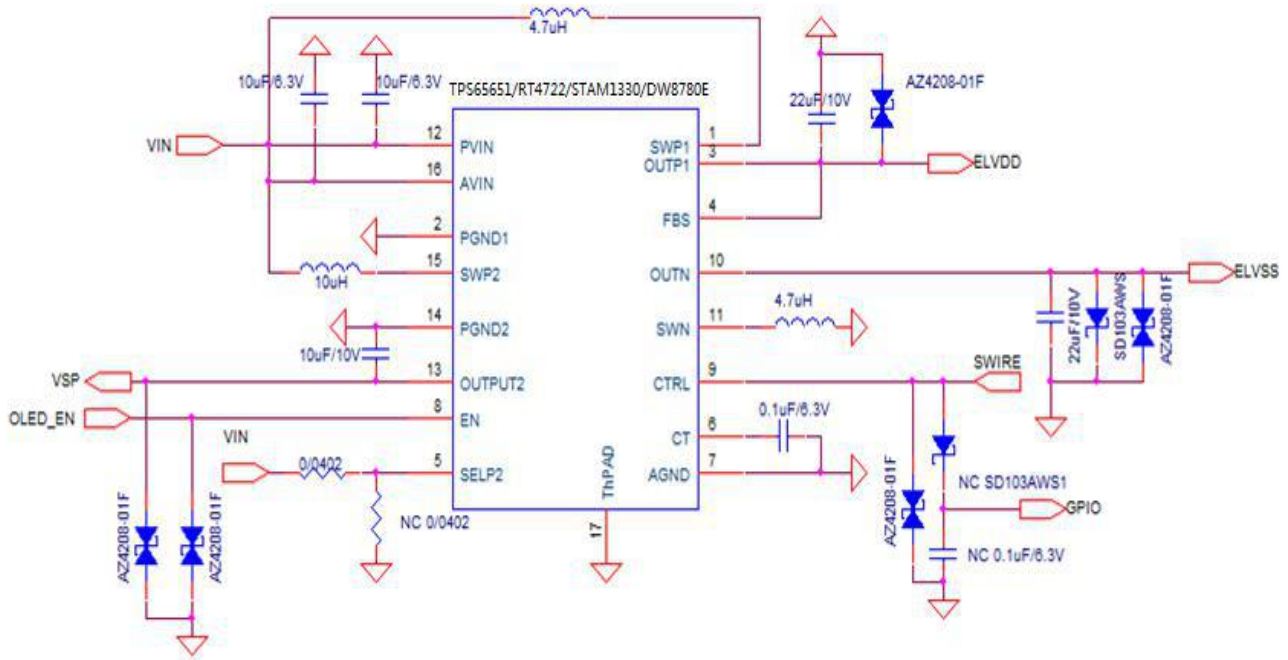 4.7uH
10uF/6.3V
10uF/6.3V
TPS65651/RT4722/STAM1330/DW8780E
22uF/10V
AZ4208-01F
VIN
12
PVIN
SWP1
1
16
AVIN
OUTP1
3
ELVDD
2
PGND1
FBS
4
15
SWP2
10uH
OUTN
10
ELVSS
14
PGND2
10uF/10V
SWN
11
4.7uH
22uF/10V
SD103AWS
AZ4208-01F
VSP
13
OUTPUT2
CTRL
9
SWIRE
OLED_EN
8
EN
CT
6
0.1uF/6.3V
VIN
0/0402
5
SELP2
AGND
7
ThPAD
17
NC 0/0402
AZ4208-01F
AZ4208-01F
AZ4208-01F
NC SD103AWS1
GPIO
NC 0.1uF/6.3V